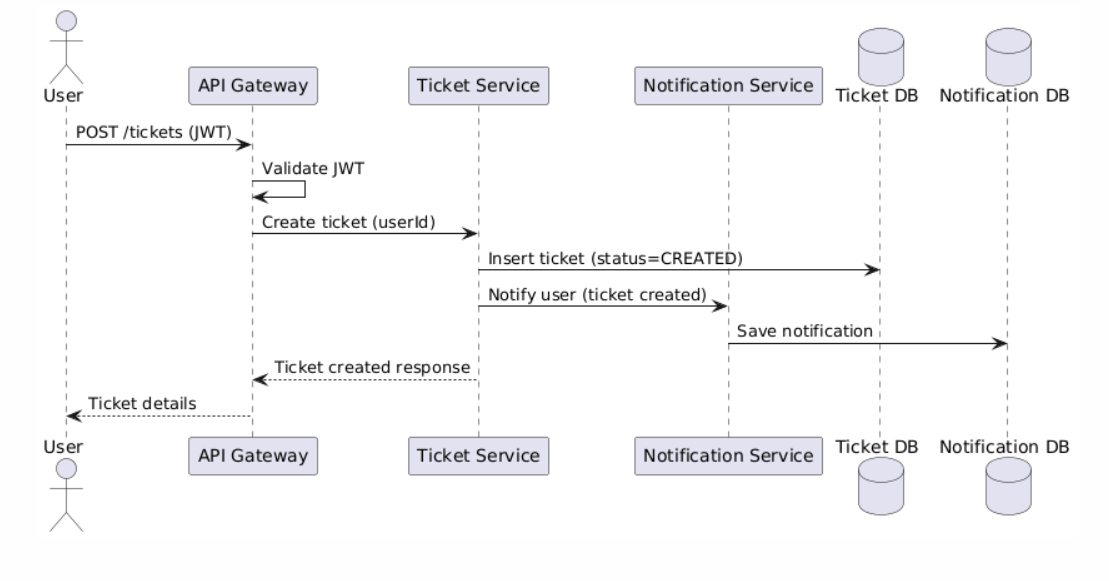 User
API Gateway
Ticket Service
Notification Service
Ticket DB
Notification DB
POST /tickets (JWT)
Validate JWT
Create ticket (userId)
Insert ticket (status=CREATED)
Notify user (ticket created)
Save notification
Ticket created response
Ticket details
User
API Gateway
Ticket Service
Notification Service
Ticket DB
Notification DB